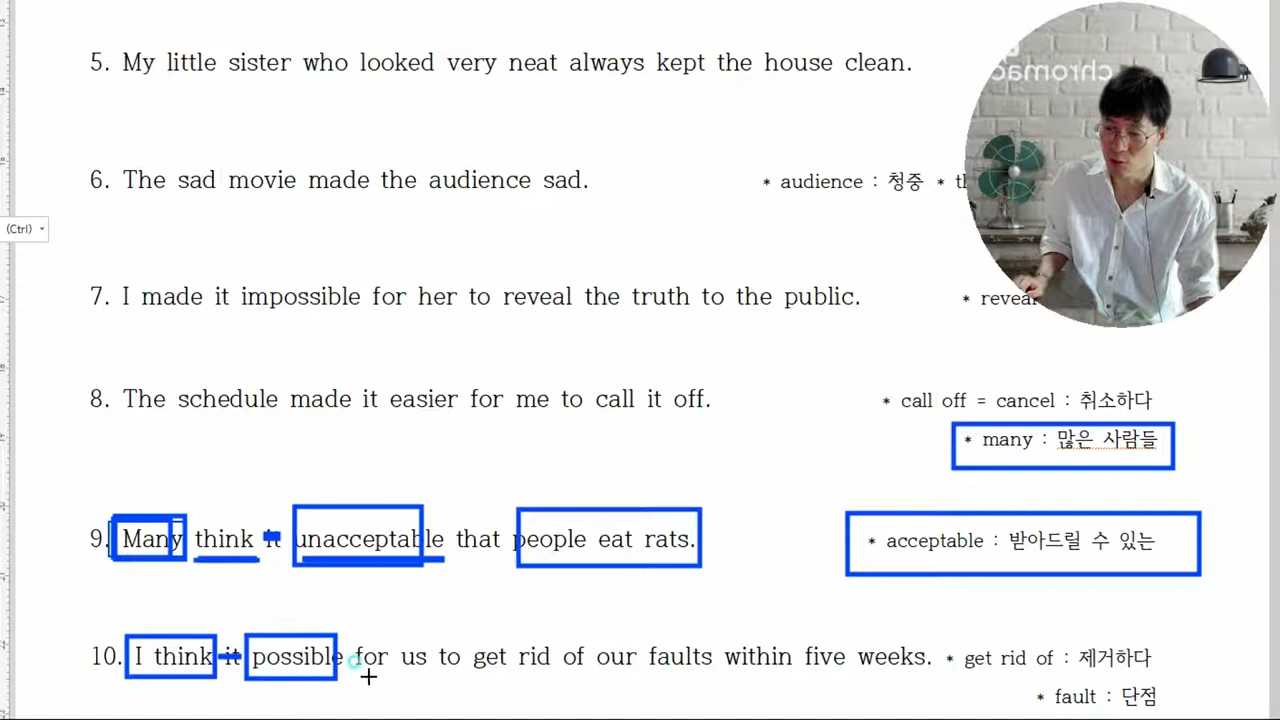 5. My little sister who looked very neat always kept the house clean.
6. The sad movie made the audience sad. * audience : 청중 *
(Ctrl)
7. I made it impossible for her to reveal the truth to the public. * reveal
8. The schedule made it easier for me to call it off. * call off = cancel : 취소하다
* many : 많은 사람들
9. Many think it unacceptable that people eat rats. * acceptable : 받아드릴 수 있는
10. I think it possible for us to get rid of our faults within five weeks. * get rid of : 제거하다
* fault : 단점